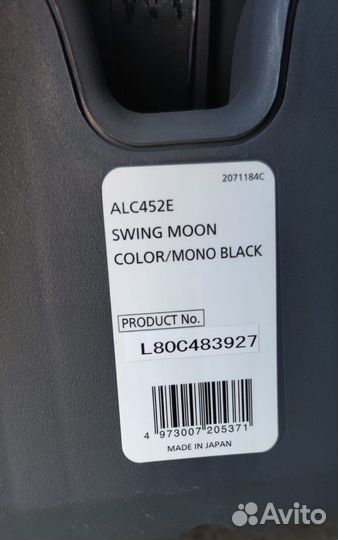 2071184C
ALC452E
SWING MOON
COLOR/MONO BLACK
PRODUCT No.
L80C483927
4 973007 205371
MADE IN JAPAN
Avito